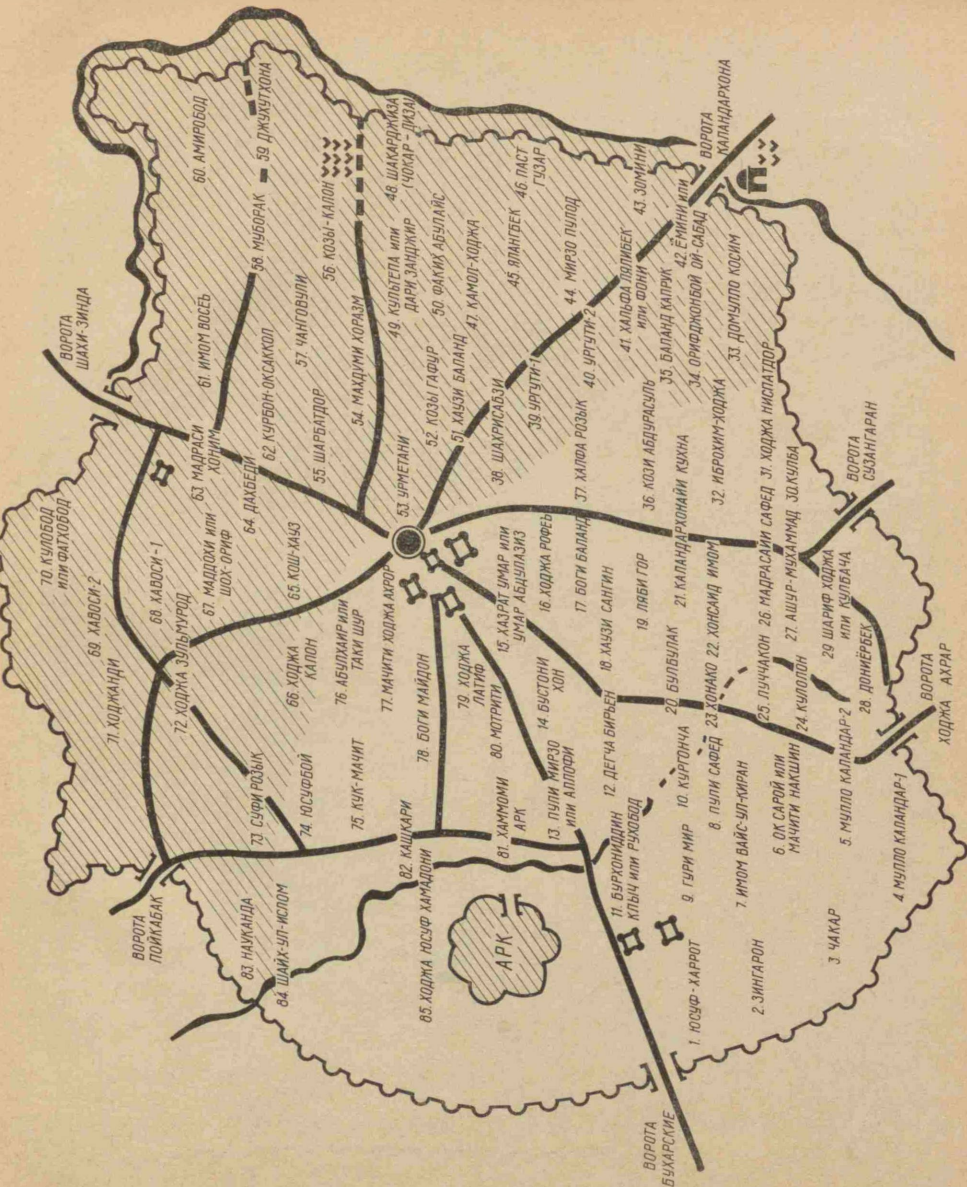 ВОРОТА
ШАХИ-ЗИНДА
ВОРОТА
ПОЙКАБАК
ВОРОТА
БУХАРСКИЕ
ВОРОТА
ХОДЖА АХРАР
ВОРОТА
СУЗАНГАРАН
ВОРОТА
КАЛАНДАРХОНА
АРК
1. ЮСУФ-ХАРРОТ
2. ЗИНГАРОН
3. ЧАКАР
4. МУЛЛО КАЛАНДАР-1
5. МУЛЛО КАЛАНДАР-2
6. ОК САРОЙ ИЛИ
МАЧИТИ НАКШИН
7. ИМОМ ВАЙС-УЛ-КИРАН
8. ПУЛИ САФЕД
9. ГУРИ МИР
10. КУРГОНЧА
11. БУРХОНИДДИН
КЛЫЧ ИЛИ РУХОБОД
12. ДЕГЧА БИРЬЕН
13. ПУЛИ МИРЗО
ИЛИ АЛЛОФИ
14. БУСТОНИ
ХОН
15. ХАЗРАТ УМАР ИЛИ
УМАР АБДУЛАЗИЗ
16. ХОДЖА РОФЕЬ
17. БОГИ БАЛАНД
18. ХАУЗИ САНГИН
19. ЛЯБИ ГОР
20. БУЛБУЛАК
21. КАЛАНДАРХОНАЙИ КУХНА
22. ХОНСАИД ИМОМ
23. ХОНАКО
24. КУЛОЛОН
25. ЛУЧЧАКОН
26. МАДРАСАЙИ САФЕД
27. АШУР-МУХАММАД
28. ДОНИЁРБЕК
29. ШАРИФ ХОДЖА
ИЛИ КУЛБАЧА
30. КУЛБА
31. ХОДЖА НИСПАТДОР
32. ИБРОХИМ-ХОДЖА
33. ДОМУЛЛО КОСИМ
34. ОРИФДЖОНБОЙ ОЙ-САБАД
35. БАЛАНД КАПРУК
36. КОЗИ АБДУРАСУЛЬ
37. ХАЛФА РОЗЫК
38. ШАХРИСАБЗИ
39. УРГУТИ-1
40. УРГУТИ-2
41. ХАЛЬФА ЛЯЛИБЕК
ИЛИ ФОНИ
42. ЁМИНИ ИЛИ
43. ЗОМИНИ
44. МИРЗО ПУЛОД
45. ЯЛАНГБЕК
46. ПАСТ
ГУЗАР
47. КАМОЛ-ХОДЖА
48. ШАКАРДЖИЗА
(ЧОКАР-ДИЗА)
49. КУЛЬТЕПА ИЛИ
ДАРИ ЗАНДЖИР
50. ФАКИХ АБУЛАЙС
51. ХАУЗИ БАЛАНД
52. КОЗЫ ГАФУР
53. УРМЕТАНИ
54. МАХДУМИ ХОРАЗМ
55. ШАРБАТДОР
56. КОЗЫ-КАЛОН
57. ЧАНГОВУЛИ
58. МУБОРАК
59. ДЖУХУТХОНА
60. АМИРОБОД
61. ИМОМ ВОСЕЬ
62. КУРБОН-ОКСАККОЛ
63. МАДРАСИ
ХОНИМ
64. ДАХБЕДИ
65. КОШ-ХАУЗ
66. ХОДЖА
КАЛОН
67. МАДДОХИ ИЛИ
ШОХ-ОРИФ
68. ХАВОСИ-1
69. ХАВОСИ-2
70. КУЛОБОД
ИЛИ ФАТХОБОД
71. ХОДЖАНДИ
72. ХОДЖА ЗУЛЬМУРОД
73. СУФИ РОЗЫК
74. ЮСУФБОЙ
75. КУК-МАЧИТ
76. АБУЛХАИР ИЛИ
ТАКИ ШУР
77. МАЧИТИ ХОДЖА АХРОР
78. БОГИ МАЙДОН
79. ХОДЖА
ЛАТИФ
80. МОТРИТИ
81. ХАММОМИ
АРК
82. КАШКАРИ
83. НАУКАНДА
84. ШАЙХ-УЛ-ИСЛОМ
85. ХОДЖА ЮСУФ ХАМАДОНИ